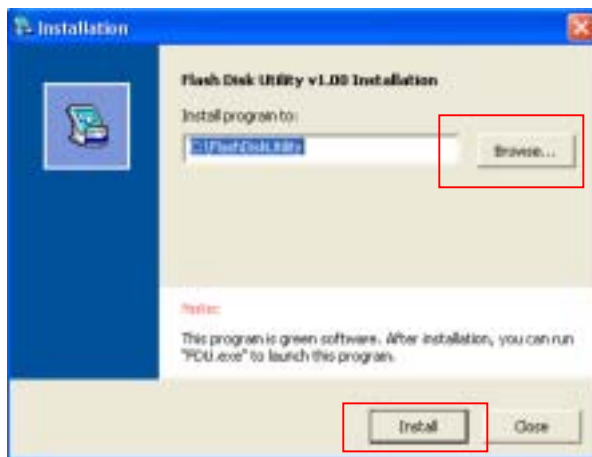 Installation
Flash Disk Utility v1.00 Installation
Install program to:
C:\FlashDiskUtility
Browse...
Note:
This program is green software. After installation, you can run
"FDU.exe" to launch this program.
Install
Close